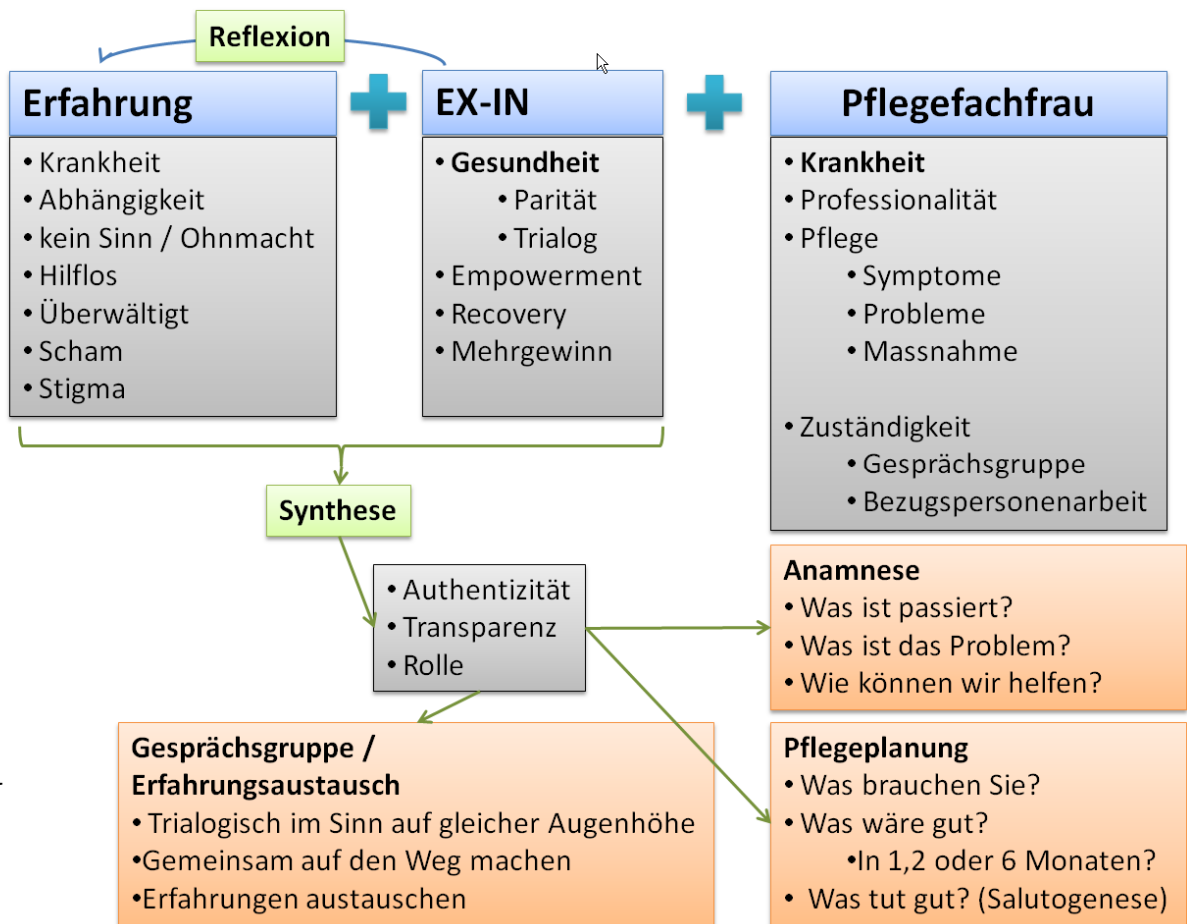 Reflexion
Erfahrung
• Krankheit
• Abhängigkeit
• kein Sinn / Ohnmacht
• Hilflos
• Überwältigt
• Scham
• Stigma
EX-IN
• Gesundheit
• Parität
• Trialog
• Empowerment
• Recovery
• Mehrgewinn
Pflegefachfrau
• Krankheit
• Professionalität
• Pflege
• Symptome
• Probleme
• Massnahme
• Zuständigkeit
• Gesprächsgruppe
• Bezugspersonenarbeit
Synthese
• Authentizität
• Transparenz
• Rolle
Anamnese
• Was ist passiert?
• Was ist das Problem?
• Wie können wir helfen?
Gesprächsgruppe /
Erfahrungsaustausch
• Trialogisch im Sinn auf gleicher Augenhöhe
•Gemeinsam auf den Weg machen
•Erfahrungen austauschen
Pflegeplanung
• Was brauchen Sie?
• Was wäre gut?
•In 1,2 oder 6 Monaten?
• Was tut gut? (Salutogenese)